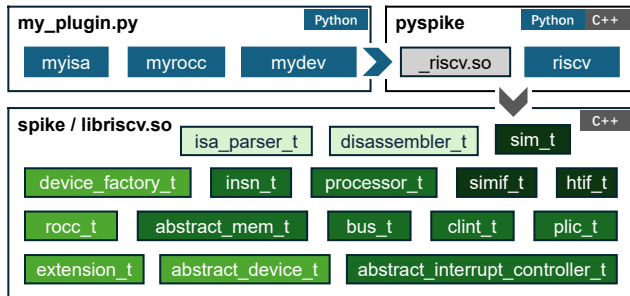 my_plugin.py Python
myisa myrocc mydev
pyspike Python C++
_riscv.so riscv
spike / libriscv.so C++
isa_parser_t disassembler_t sim_t
device_factory_t insn_t processor_t simif_t htif_t
rocc_t abstract_mem_t bus_t clint_t plic_t
extension_t abstract_device_t abstract_interrupt_controller_t